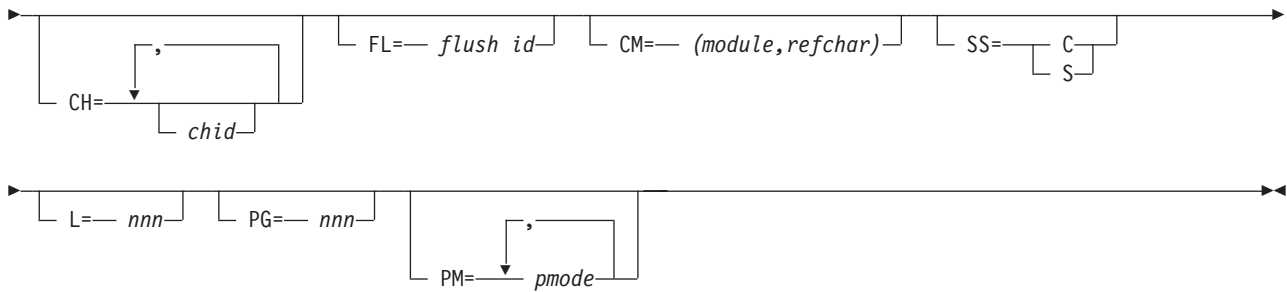 ,
CH= chid
FL= flush id
CM= (module,refchar)
SS= C
S
L= nnn
PG= nnn
,
PM= pmode